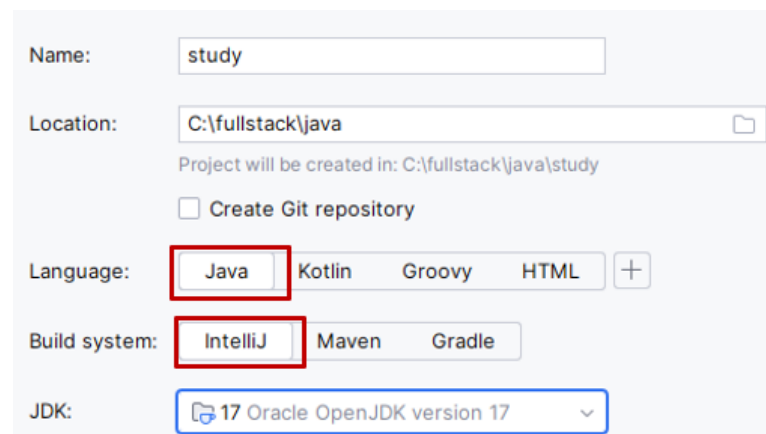 Name: study
Location: C:\fullstack\java
Project will be created in: C:\fullstack\java\study
Create Git repository
Language: Java Kotlin Groovy HTML +
Build system: IntelliJ Maven Gradle
JDK: 17 Oracle OpenJDK version 17